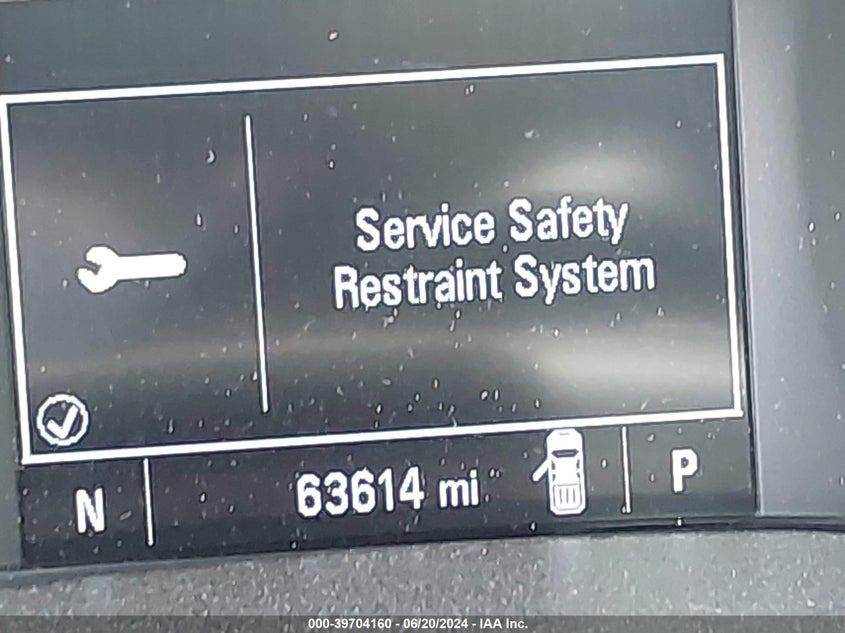 Service Safety
Restraint System
N 63614 mi P
000-39704160 - 06/20/2024 - IAA Inc.